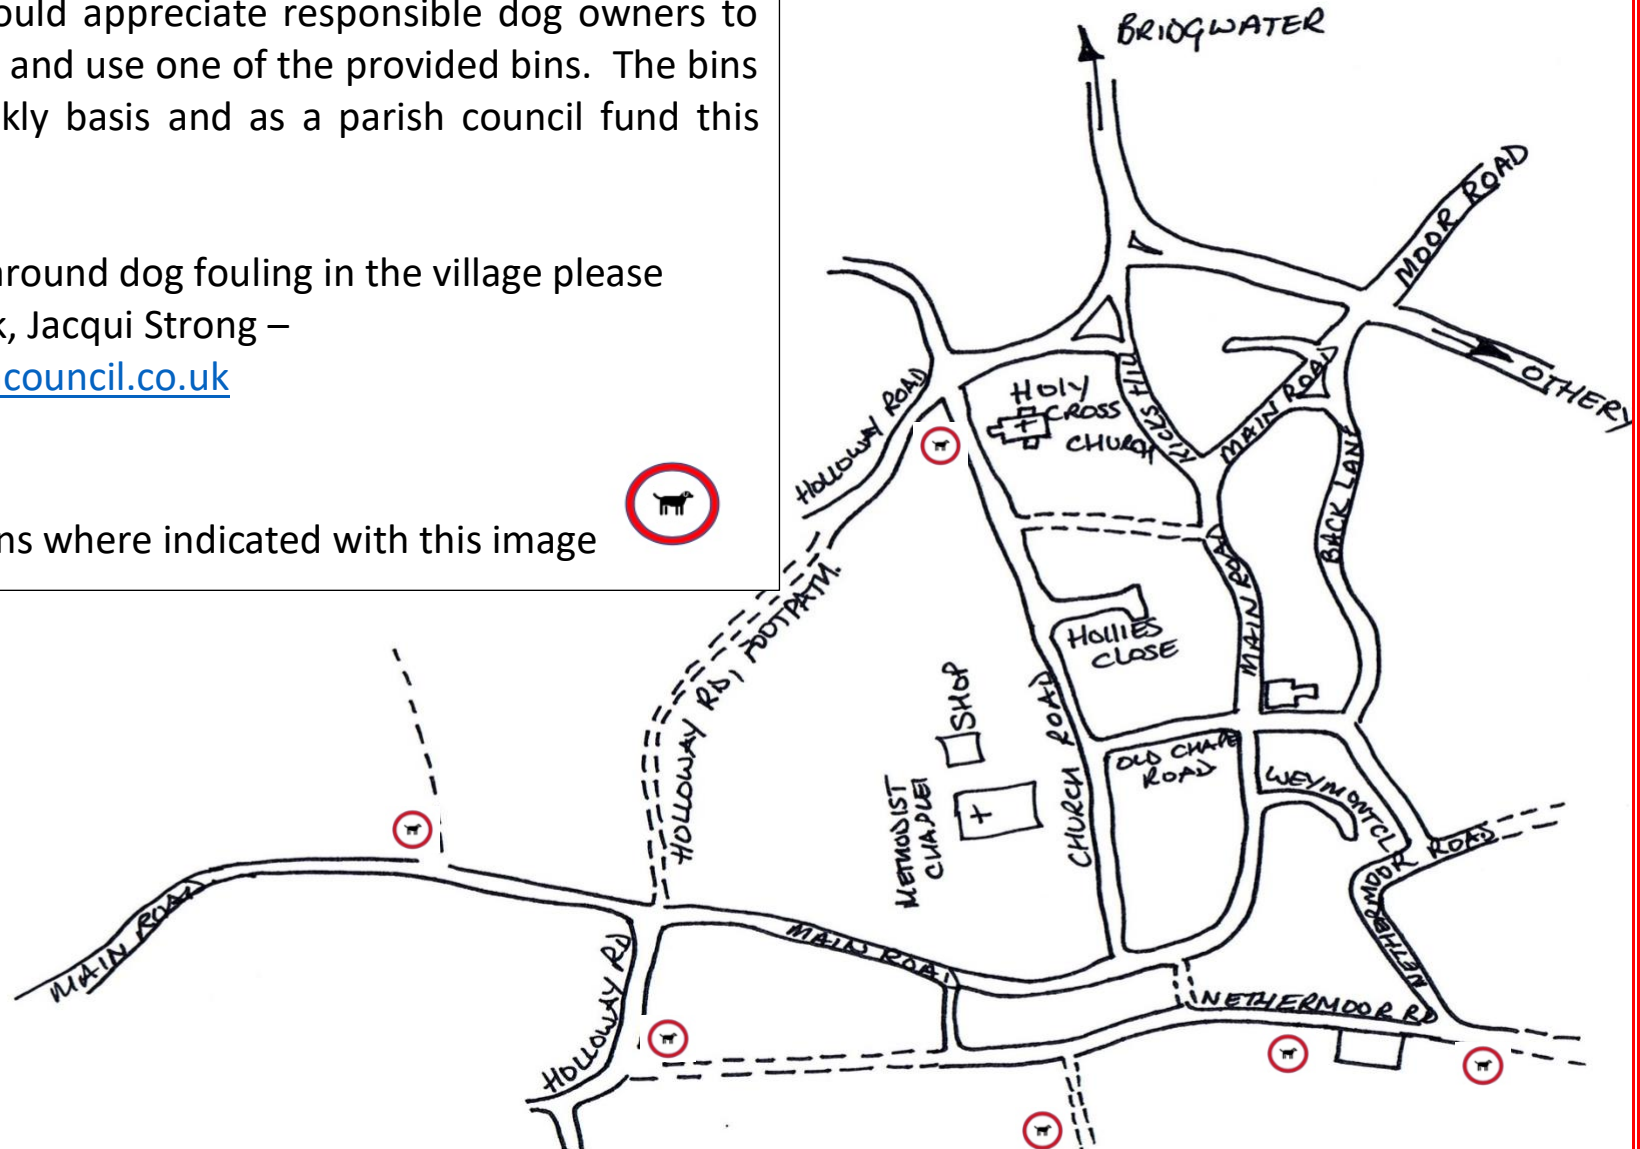 ould appreciate responsible dog owners to
and use one of the provided bins. The bins
kly basis and as a parish council fund this
around dog fouling in the village please
k, Jacqui Strong –
council.co.uk
ns where indicated with this image
BRIDGWATER
MOOR ROAD
OTHERY
HOLLOWAY ROAD
HOLY
CROSS
CHURCH
KICKS HILL
MAIN ROAD
BACK LANE
MAIN ROAD
HOLLOWAY RD, FOOTPATH.
HOLLIES
CLOSE
SHOP
CHURCH ROAD
OLD CHAPEL
ROAD
WEYMONT CL
METHODIST
CHAPLEL
NETHERMOOR ROAD
MAIN ROAD
MAIN ROAD
HOLLOWAY RD
NETHERMOOR RD